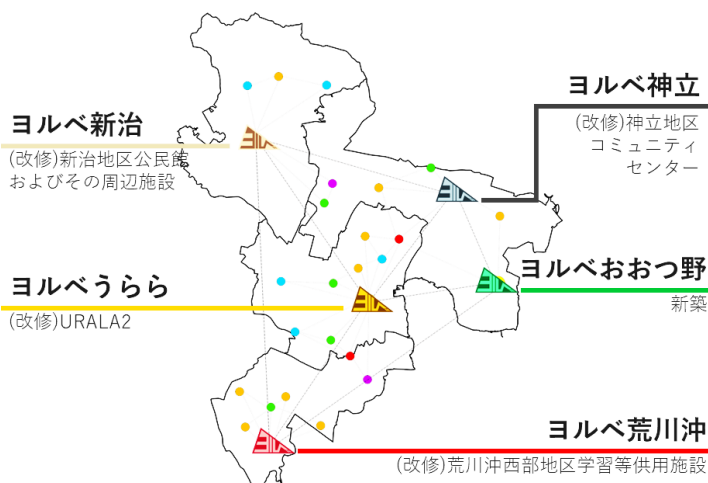 ヨルベ新治
(改修)新治地区公民館
およびその周辺施設
ヨルベ神立
(改修)神立地区
コミュニティ
センター
ヨルベうらら
(改修)URALA2
ヨルベおおつ野
新築
ヨルベ荒川沖
(改修)荒川沖西部地区学習等供用施設